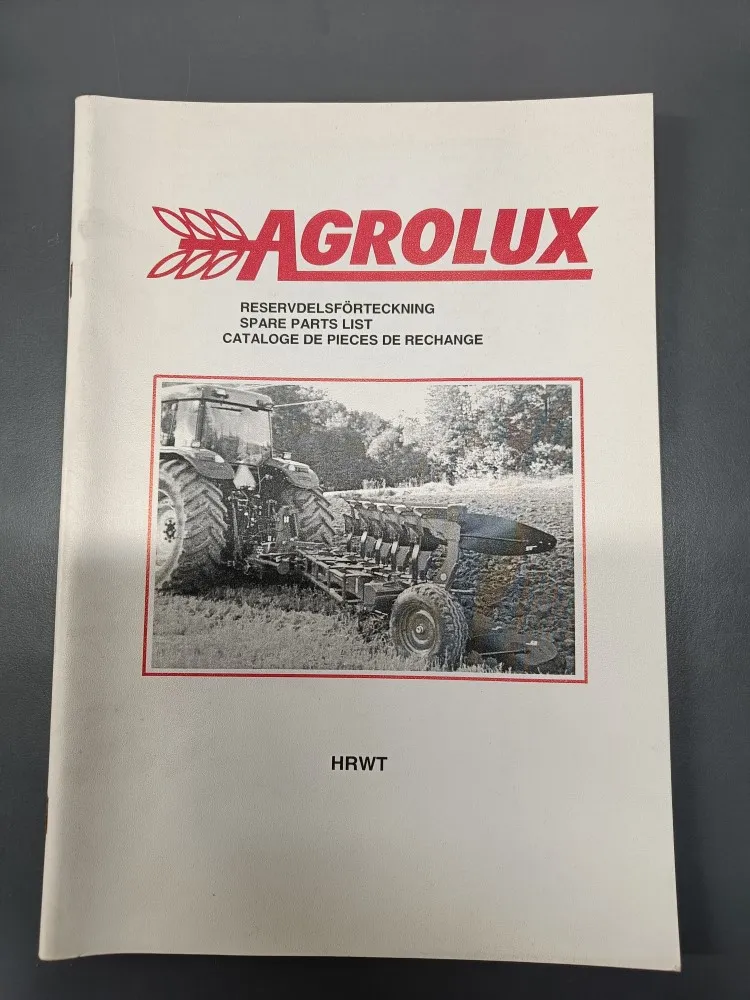 AGROLUX
RESERVDELSFÖRTECKNING
SPARE PARTS LIST
CATALOGE DE PIECES DE RECHANGE
HRWT